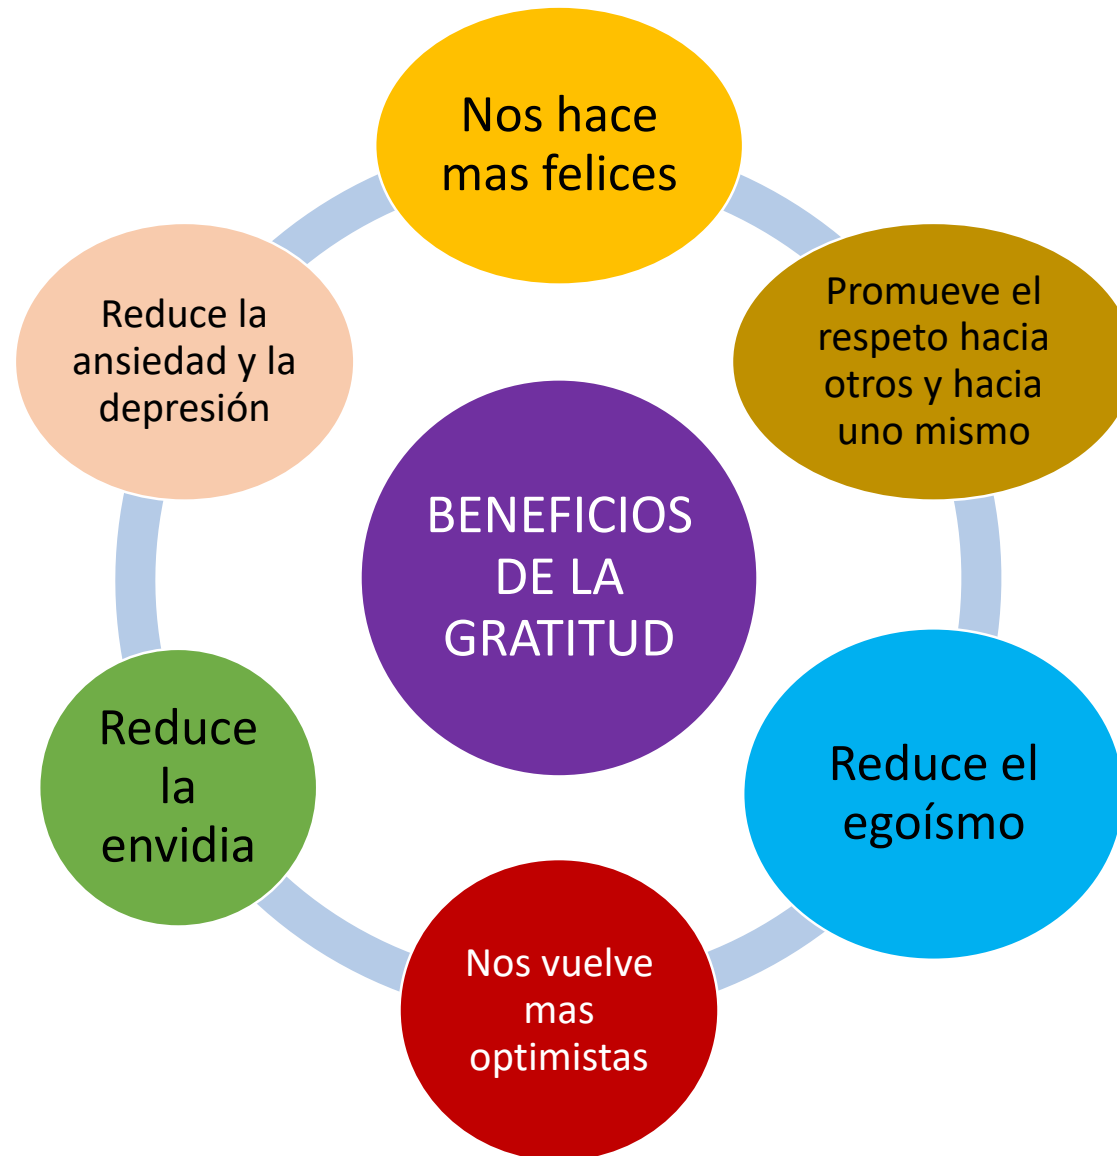 Nos hace
mas felices
Promueve el
respeto hacia
otros y hacia
uno mismo
Reduce el
egoísmo
Nos vuelve
mas
optimistas
Reduce
la
envidia
Reduce la
ansiedad y la
depresión
BENEFICIOS
DE LA
GRATITUD